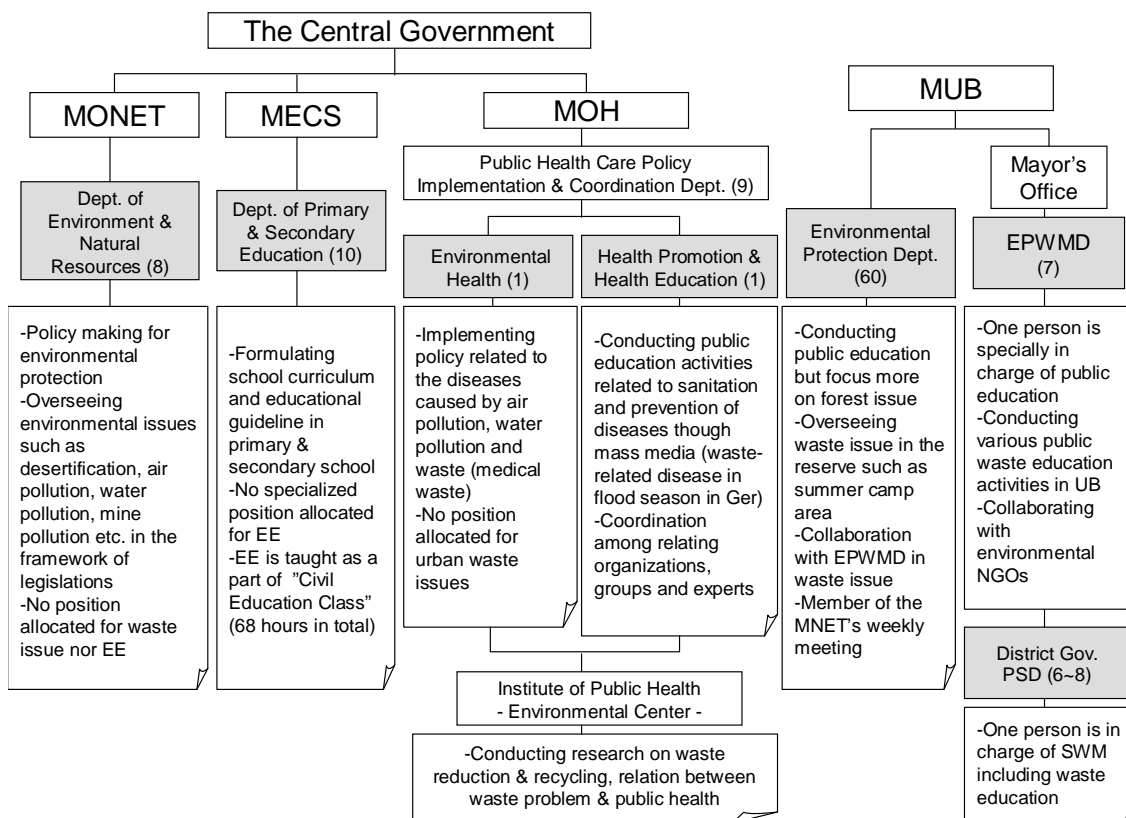 The Central Government
MONET
MECS
MOH
MUB
Public Health Care Policy
Implementation & Coordination Dept. (9)
Mayor's
Office
Dept. of
Environment &
Natural
Resources (8)
Dept. of Primary
& Secondary
Education (10)
Environmental
Health (1)
Health Promotion &
Health Education (1)
Environmental
Protection Dept.
(60)
EPWMD
(7)
-Policy making for
environmental
protection
-Overseeing
environmental issues
such as
desertification, air
pollution, water
pollution, mine
pollution etc. in the
framework of
legislations
-No position
allocated for waste
issue nor EE
-Formulating
school curriculum
and educational
guideline in
primary &
secondary school
-No specialized
position allocated
for EE
-EE is taught as a
part of "Civil
Education Class"
(68 hours in total)
-Implementing
policy related to
the diseases
caused by air
pollution, water
pollution and
waste (medical
waste)
-No position
allocated for
urban waste
issues
-Conducting public
education activities
related to sanitation
and prevention of
diseases though
mass media (waste-
related disease in
flood season in Ger)
-Coordination
among relating
organizations,
groups and experts
-Conducting
public education
but focus more
on forest issue
-Overseeing
waste issue in the
reserve such as
summer camp
area
-Collaboration
with EPWMD in
waste issue
-Member of the
MNET's weekly
meeting
-One person is
specially in
charge of public
education
-Conducting
various public
waste education
activities in UB
-Collaborating
with
environmental
NGOs
District Gov.
PSD (6~8)
-One person is in
charge of SWM
including waste
education
Institute of Public Health
- Environmental Center -
-Conducting research on waste
reduction & recycling, relation between
waste problem & public health